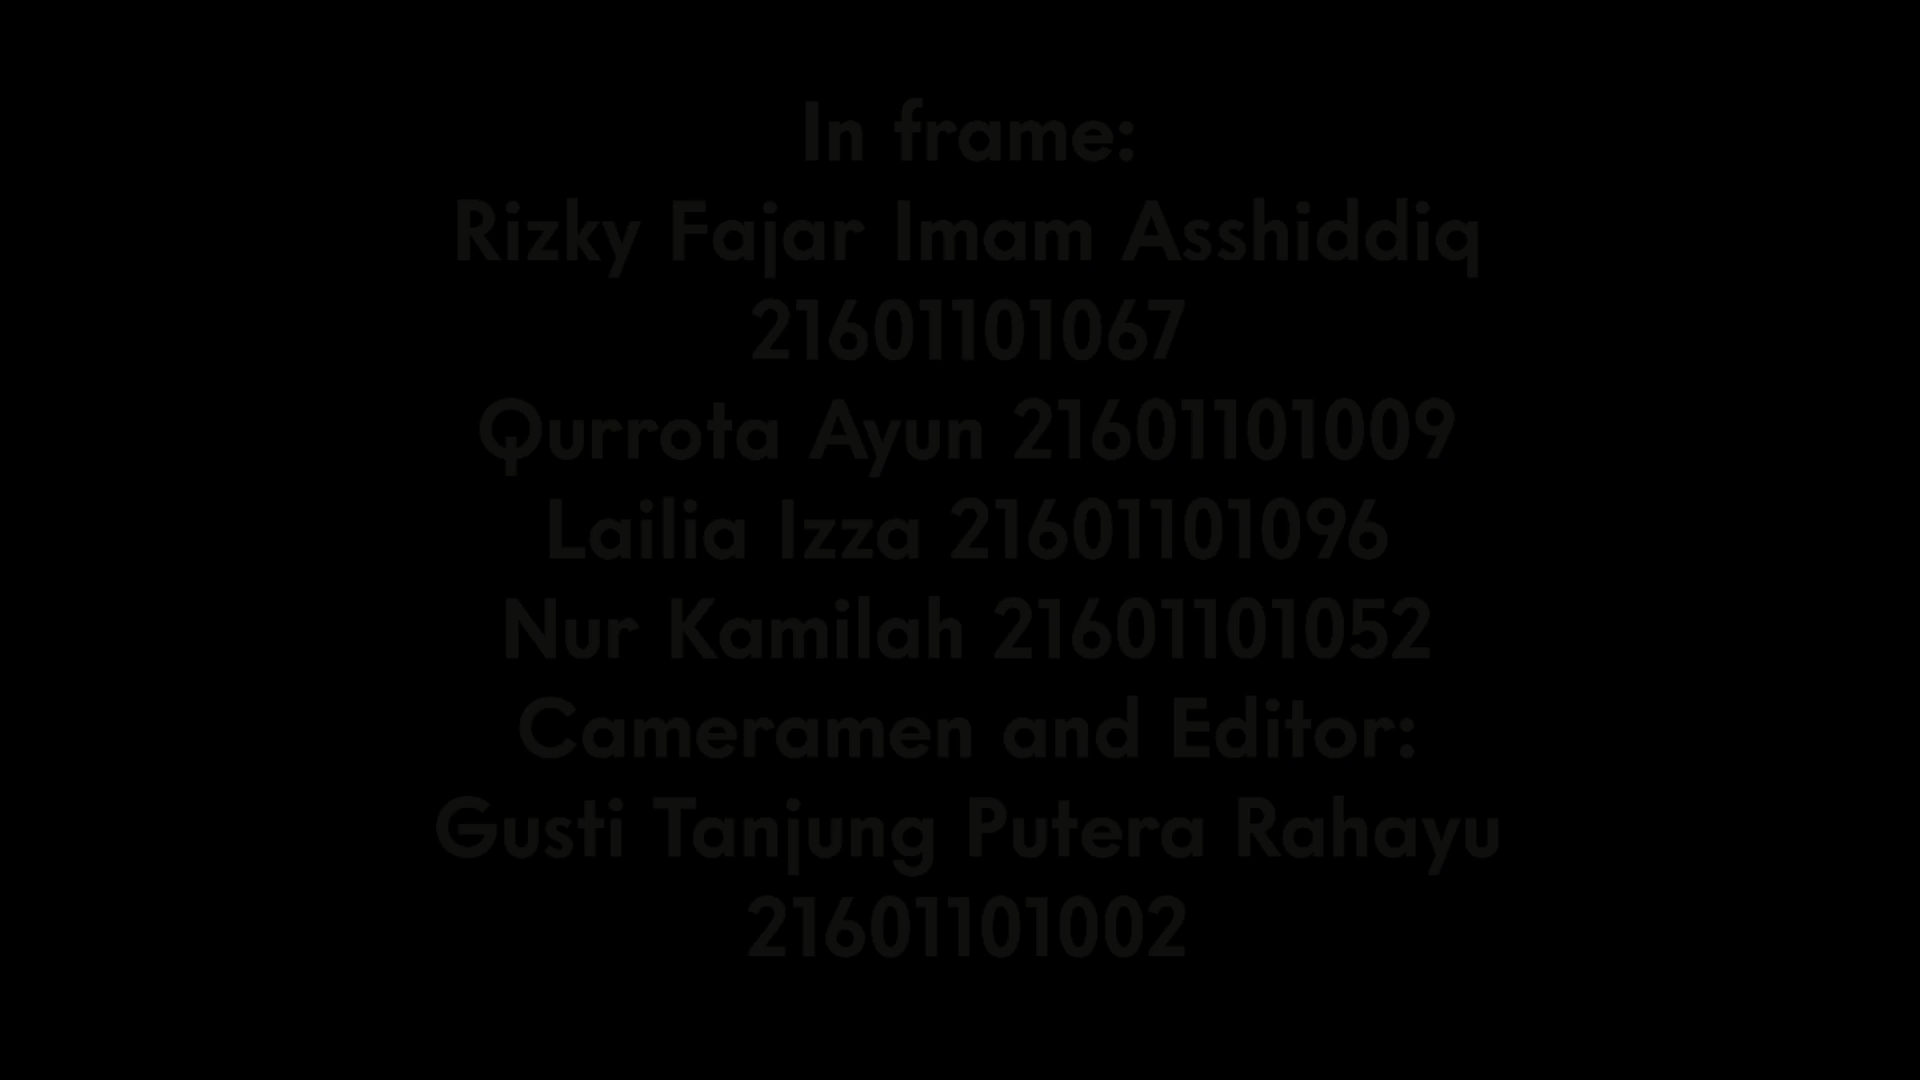 In frame:
Rizky Fajar Imam Asshiddiq
21601101067
Qurrota Ayun 21601101009
Lailia Izza 21601101096
Nur Kamilah 21601101052
Cameramen and Editor:
Gusti Tanjung Putera Rahayu
21601101002